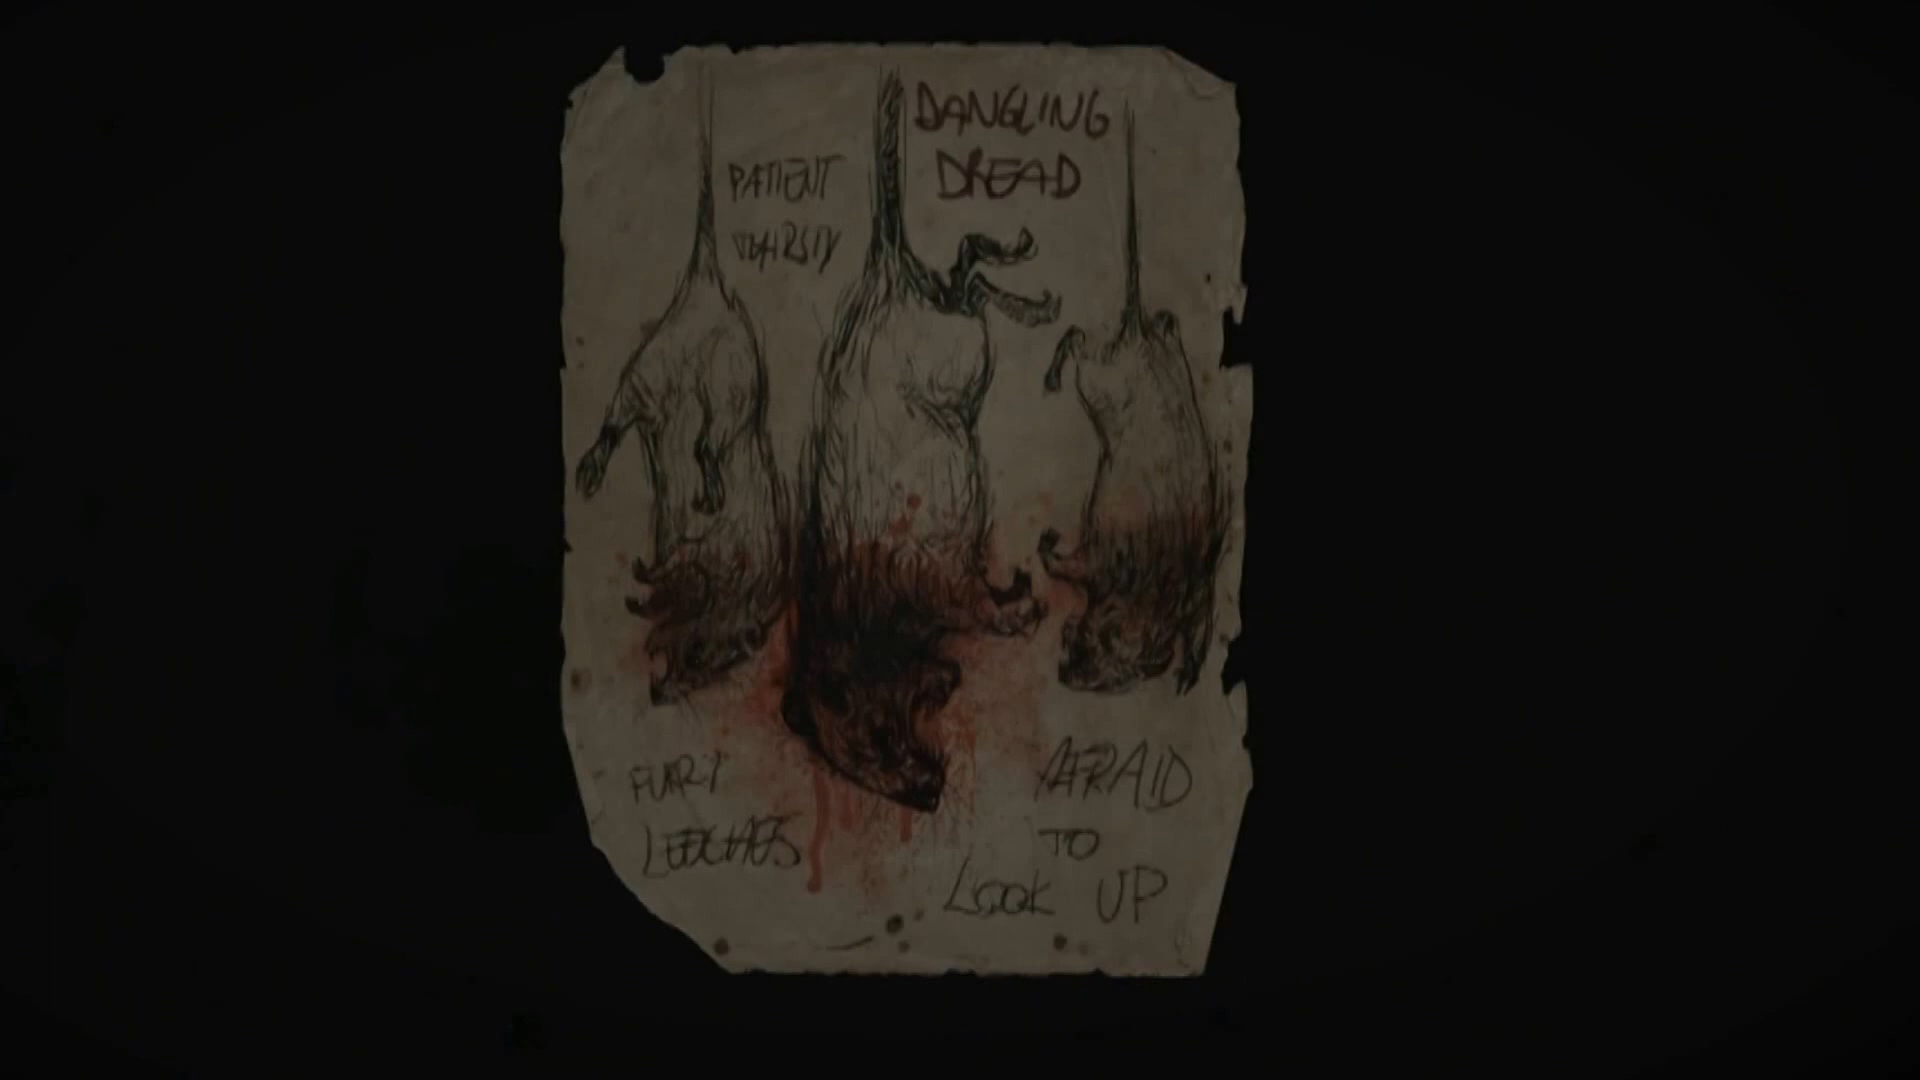 DANGLING
DREAD
PATIENT
THIRSTY
FURRY
LEECHES
AFRAID
TO
LOOK UP